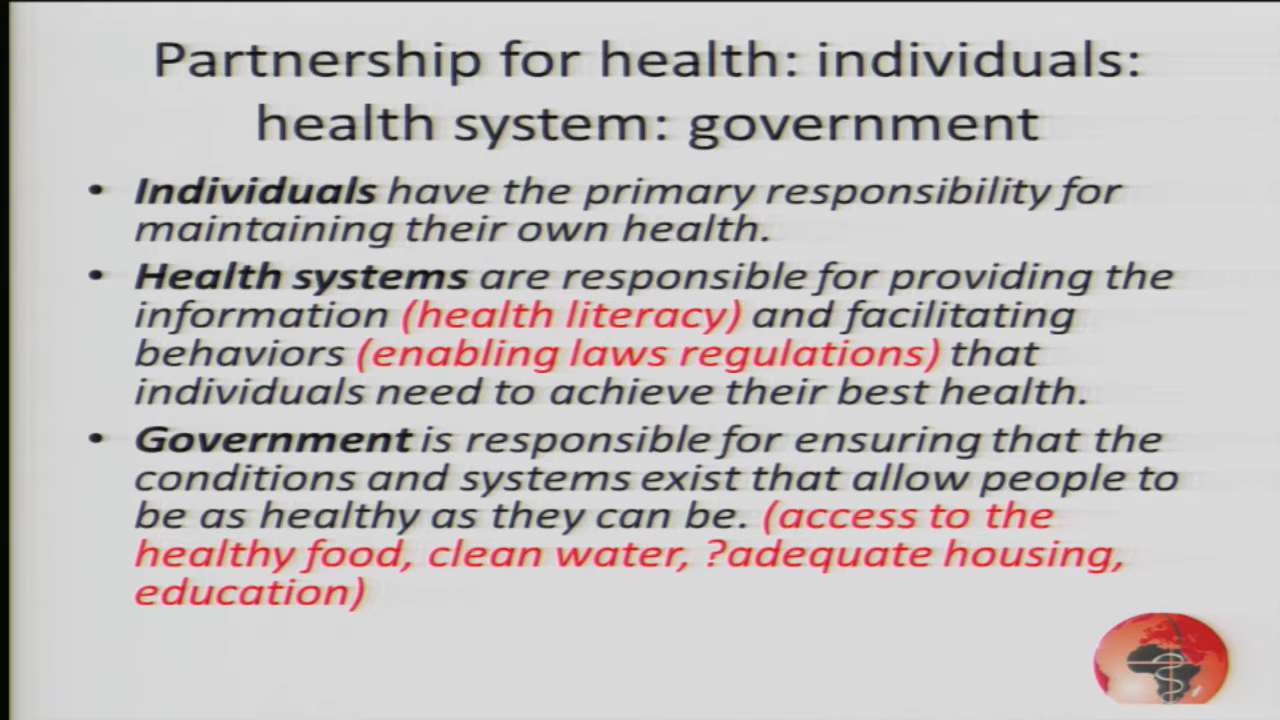 Partnership for health: individuals:
health system: government
• Individuals have the primary responsibility for
maintaining their own health.
• Health systems are responsible for providing the
information (health literacy) and facilitating
behaviors (enabling laws regulations) that
individuals need to achieve their best health.
• Government is responsible for ensuring that the
conditions and systems exist that allow people to
be as healthy as they can be. (access to the
healthy food, clean water, ?adequate housing,
education)